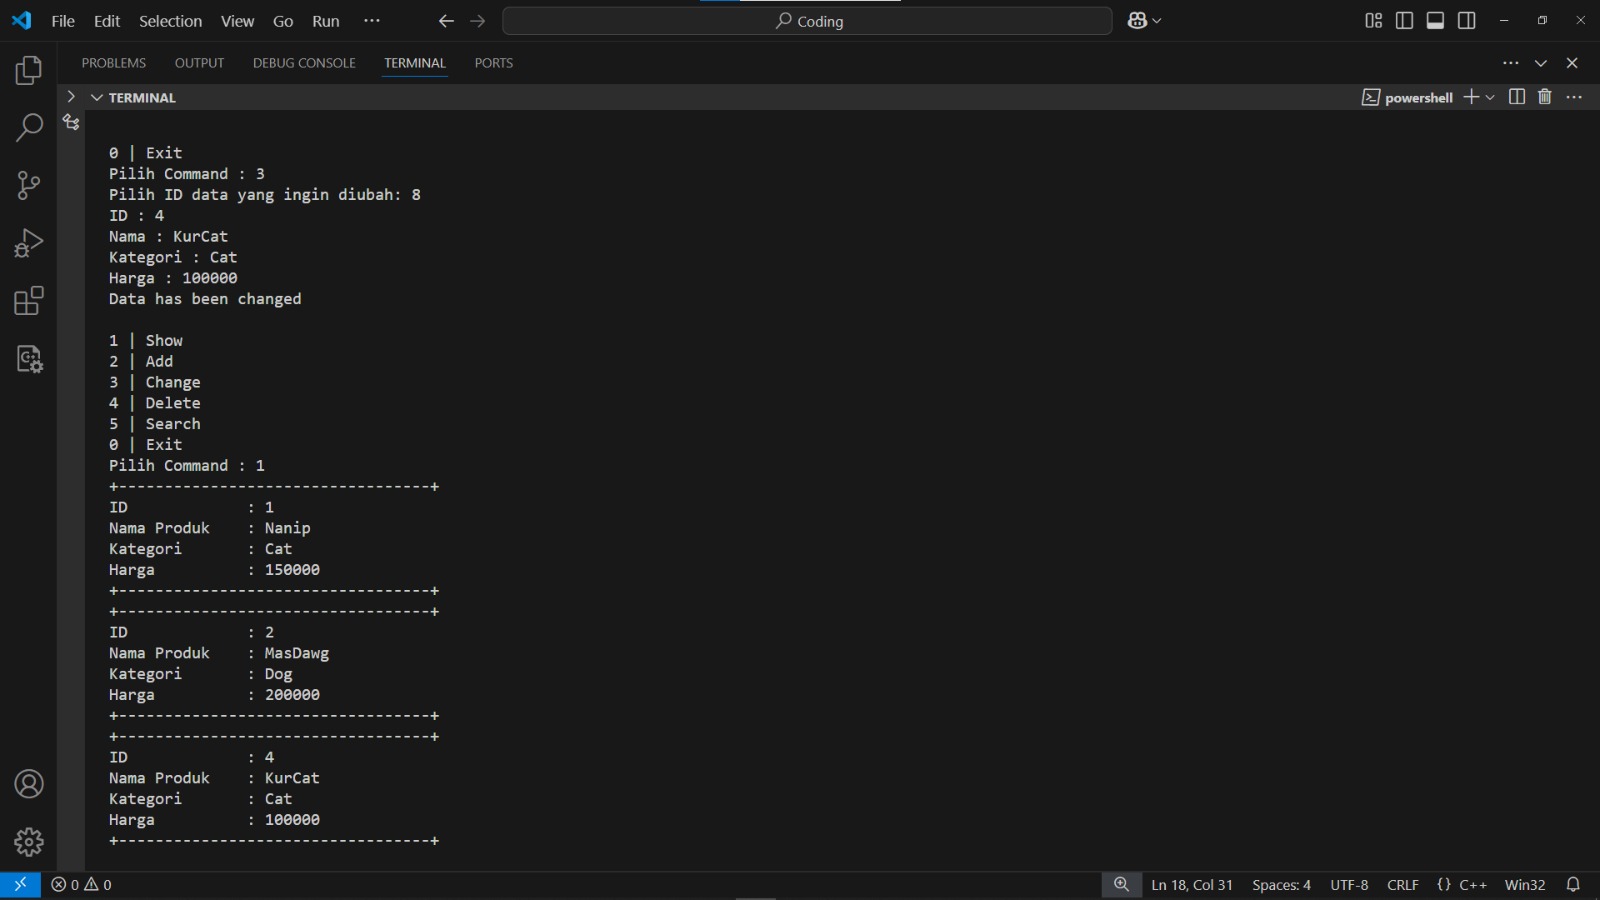 File Edit Selection View Go Run ··· Coding
PROBLEMS OUTPUT DEBUG CONSOLE TERMINAL PORTS
TERMINAL powershell
0 | Exit
Pilih Command : 3
Pilih ID data yang ingin diubah: 8
ID : 4
Nama : KurCat
Kategori : Cat
Harga : 100000
Data has been changed
1 | Show
2 | Add
3 | Change
4 | Delete
5 | Search
0 | Exit
Pilih Command : 1
+----------------------------------+
ID : 1
Nama Produk : Nanip
Kategori : Cat
Harga : 150000
+----------------------------------+
+----------------------------------+
ID : 2
Nama Produk : MasDawg
Kategori : Dog
Harga : 200000
+----------------------------------+
+----------------------------------+
ID : 4
Nama Produk : KurCat
Kategori : Cat
Harga : 100000
+----------------------------------+
0 0 Ln 18, Col 31 Spaces: 4 UTF-8 CRLF {} C++ Win32